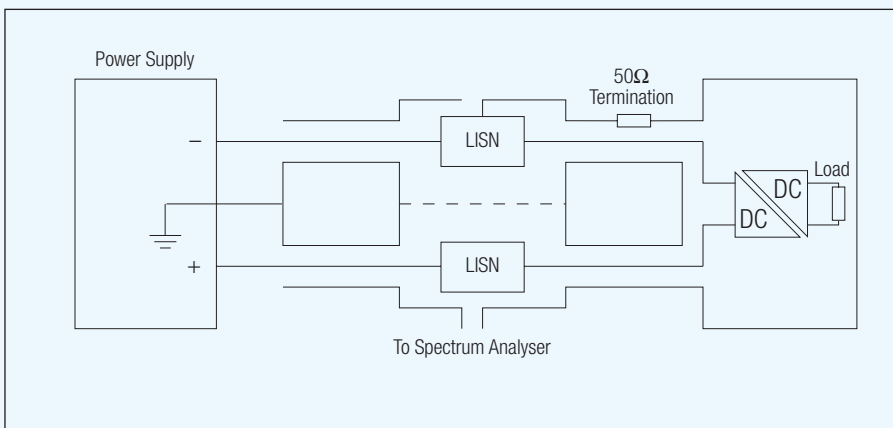 Power Supply
50Ω
Termination
−
LISN
Load
DC
DC
+
LISN
To Spectrum Analyser